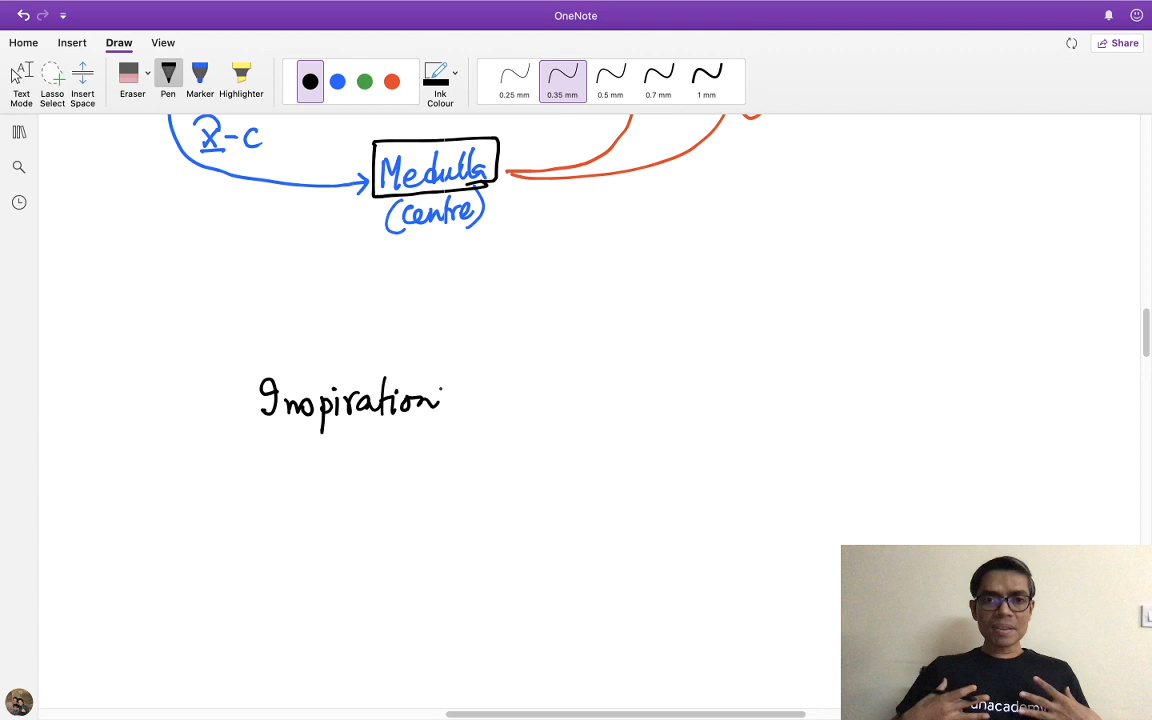 OneNote
Home Insert Draw View
Share
Text Mode
Lasso Select
Insert Space
Eraser
Pen
Marker
Highlighter
Ink Colour
0.25 mm
0.35 mm
0.5 mm
0.7 mm
1 mm
x-c
Medulla
(centre)
Inspiration
unacademy